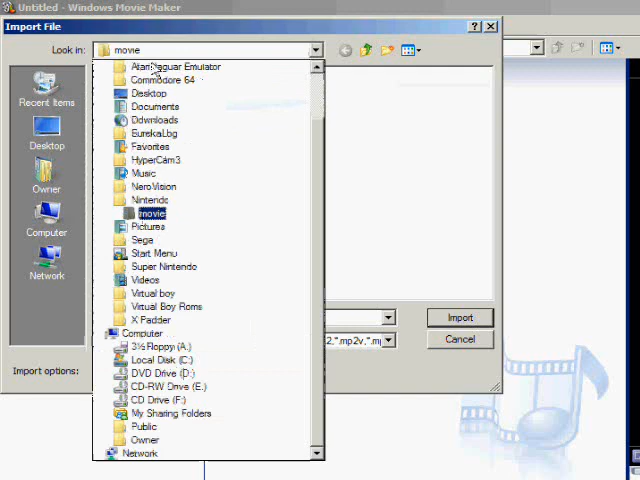 Untitled - Windows Movie Maker
Import File
Look in:
movie
Recent Items
Desktop
Owner
Computer
Network
Commodore 64
Desktop
Documents
Downloads
EurekaLog
Favorites
HyperCam3
Music
NeroVision
Nintendo
movie
Pictures
Sega
Start Menu
Super Nintendo
Videos
Virtual boy
Virtual Boy Roms
X Padder
Computer
3½ Floppy (A:)
Local Disk (C:)
DVD Drive (D:)
CD-RW Drive (E:)
CD Drive (F:)
My Sharing Folders
Public
Owner
Network
Import
Cancel
Import options: